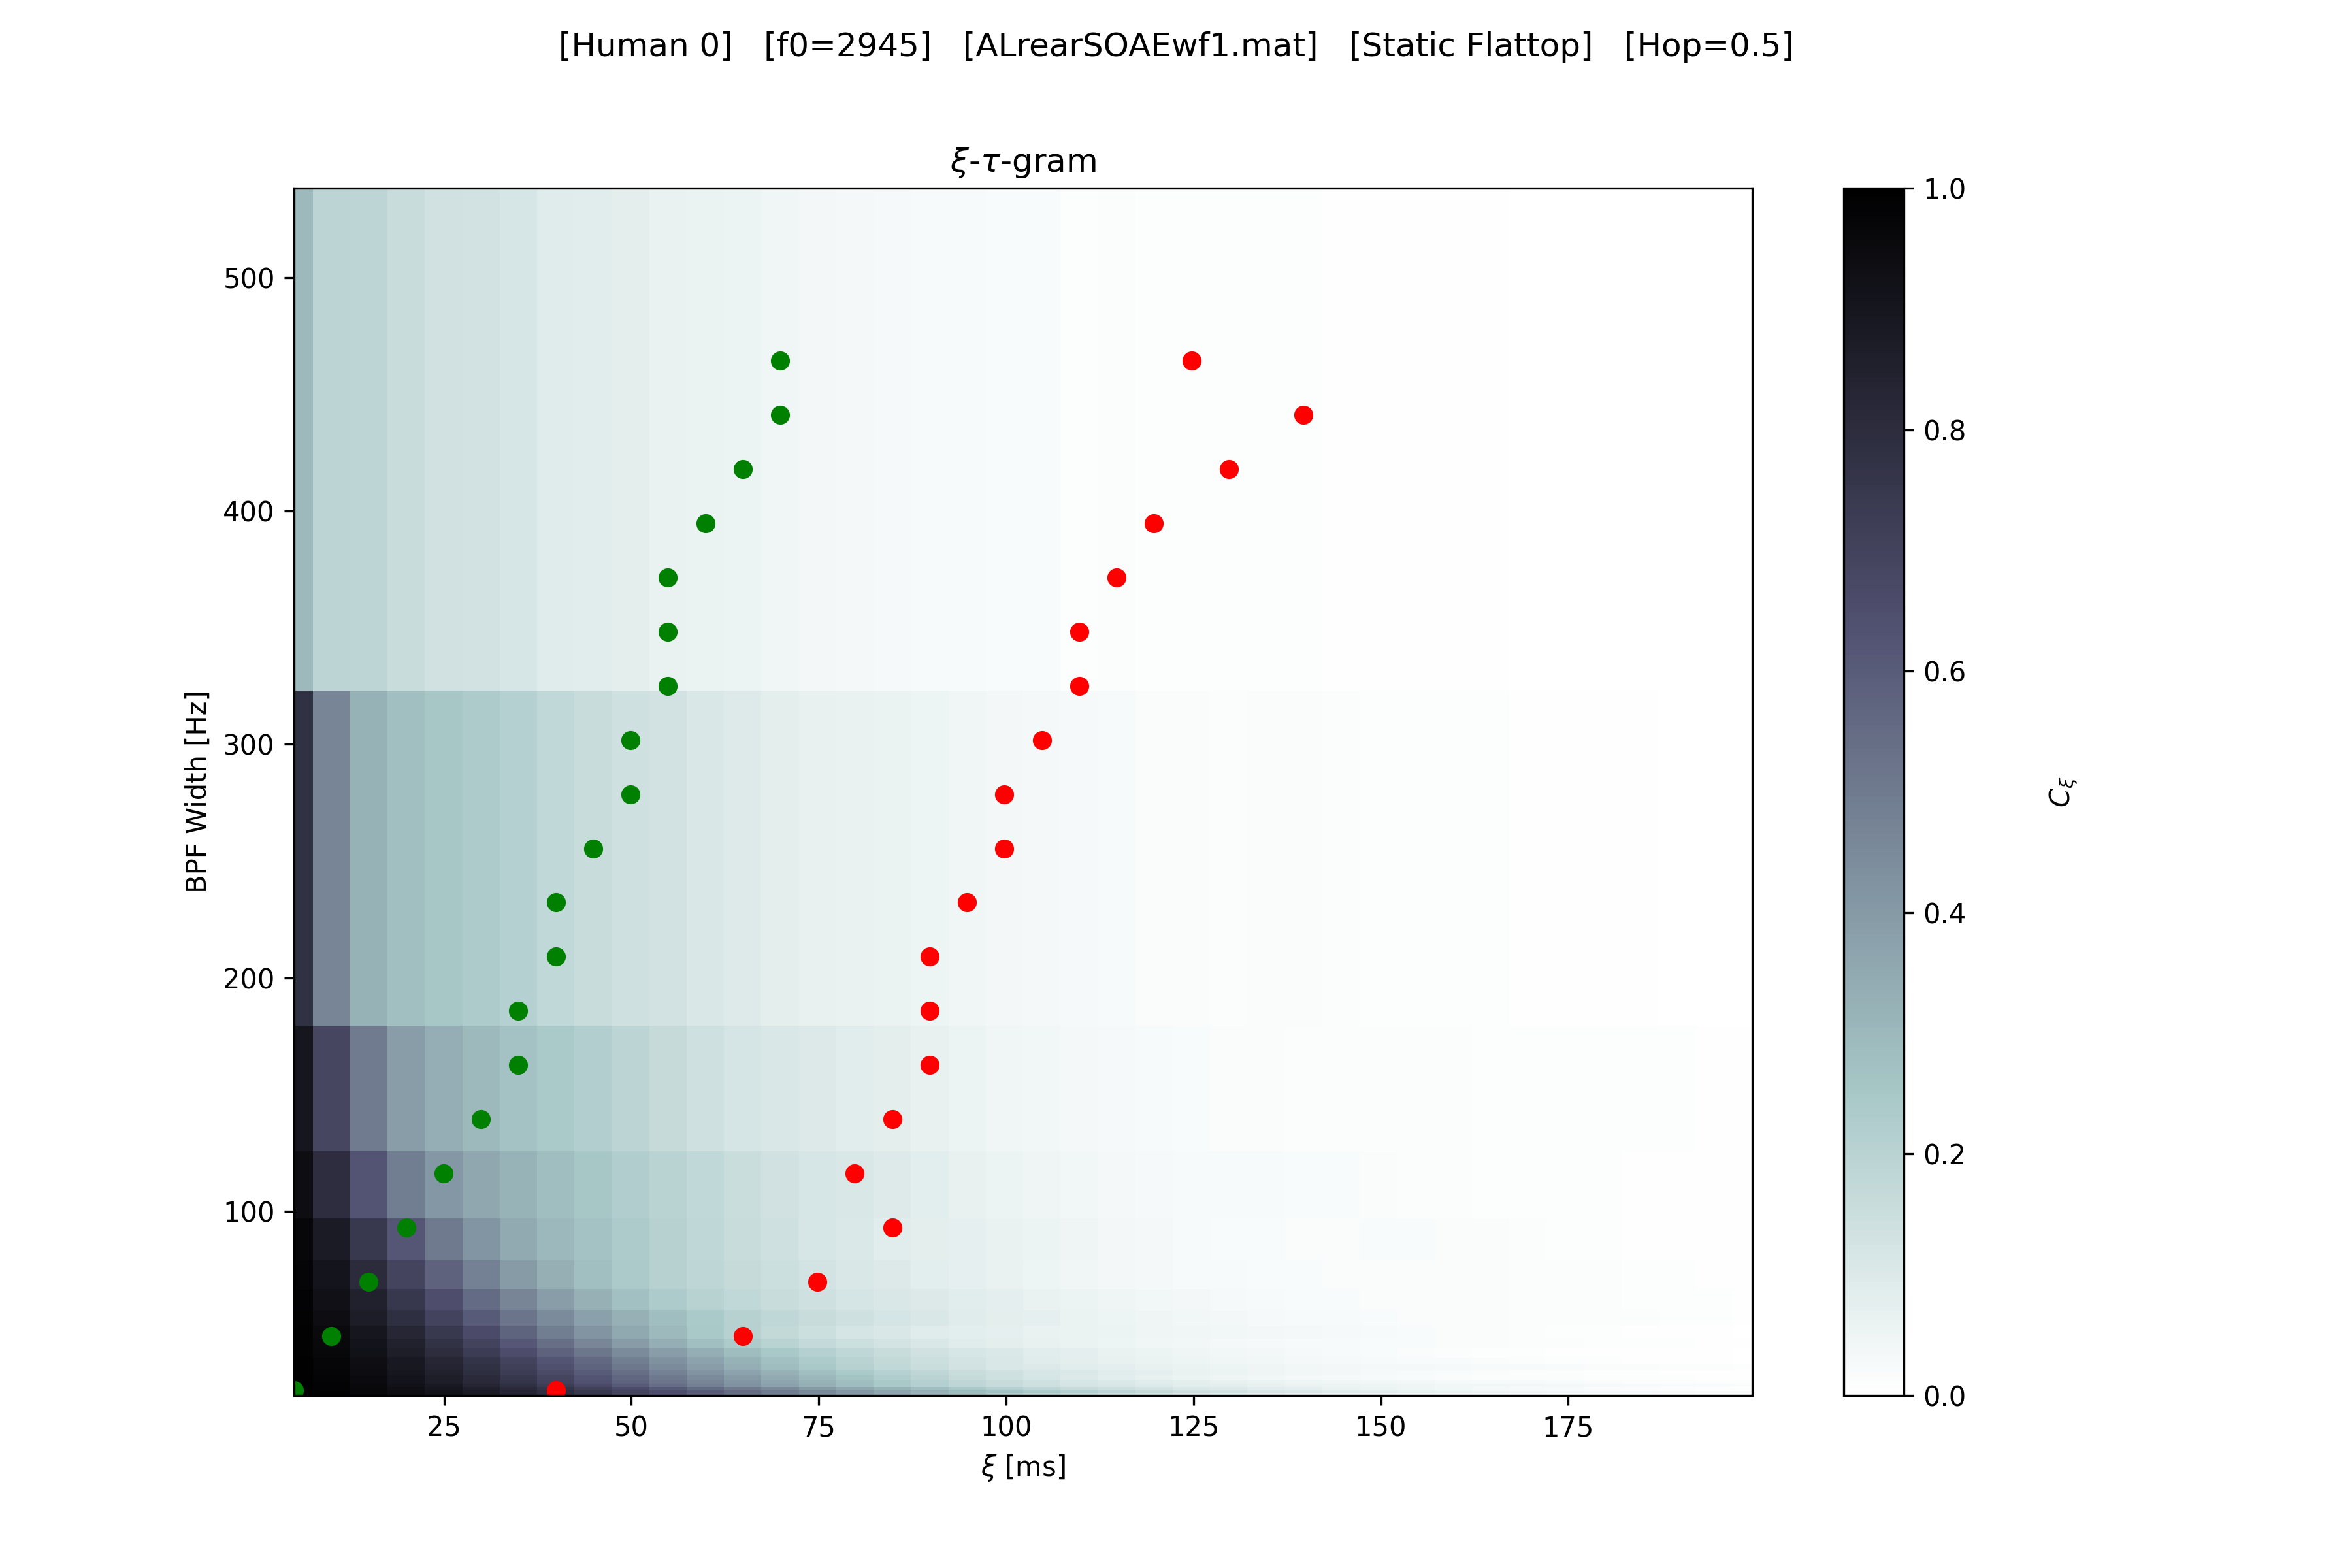 [Human 0]   [f0=2945]   [ALrearSOAEwf1.mat]   [Static Flattop]   [Hop=0.5]
ξ-τ-gram
500
400
300
200
100
BPF Width [Hz]
25 50 75 100 125 150 175
ξ [ms]
1.0
0.8
0.6
0.4
0.2
0.0
C_ξ